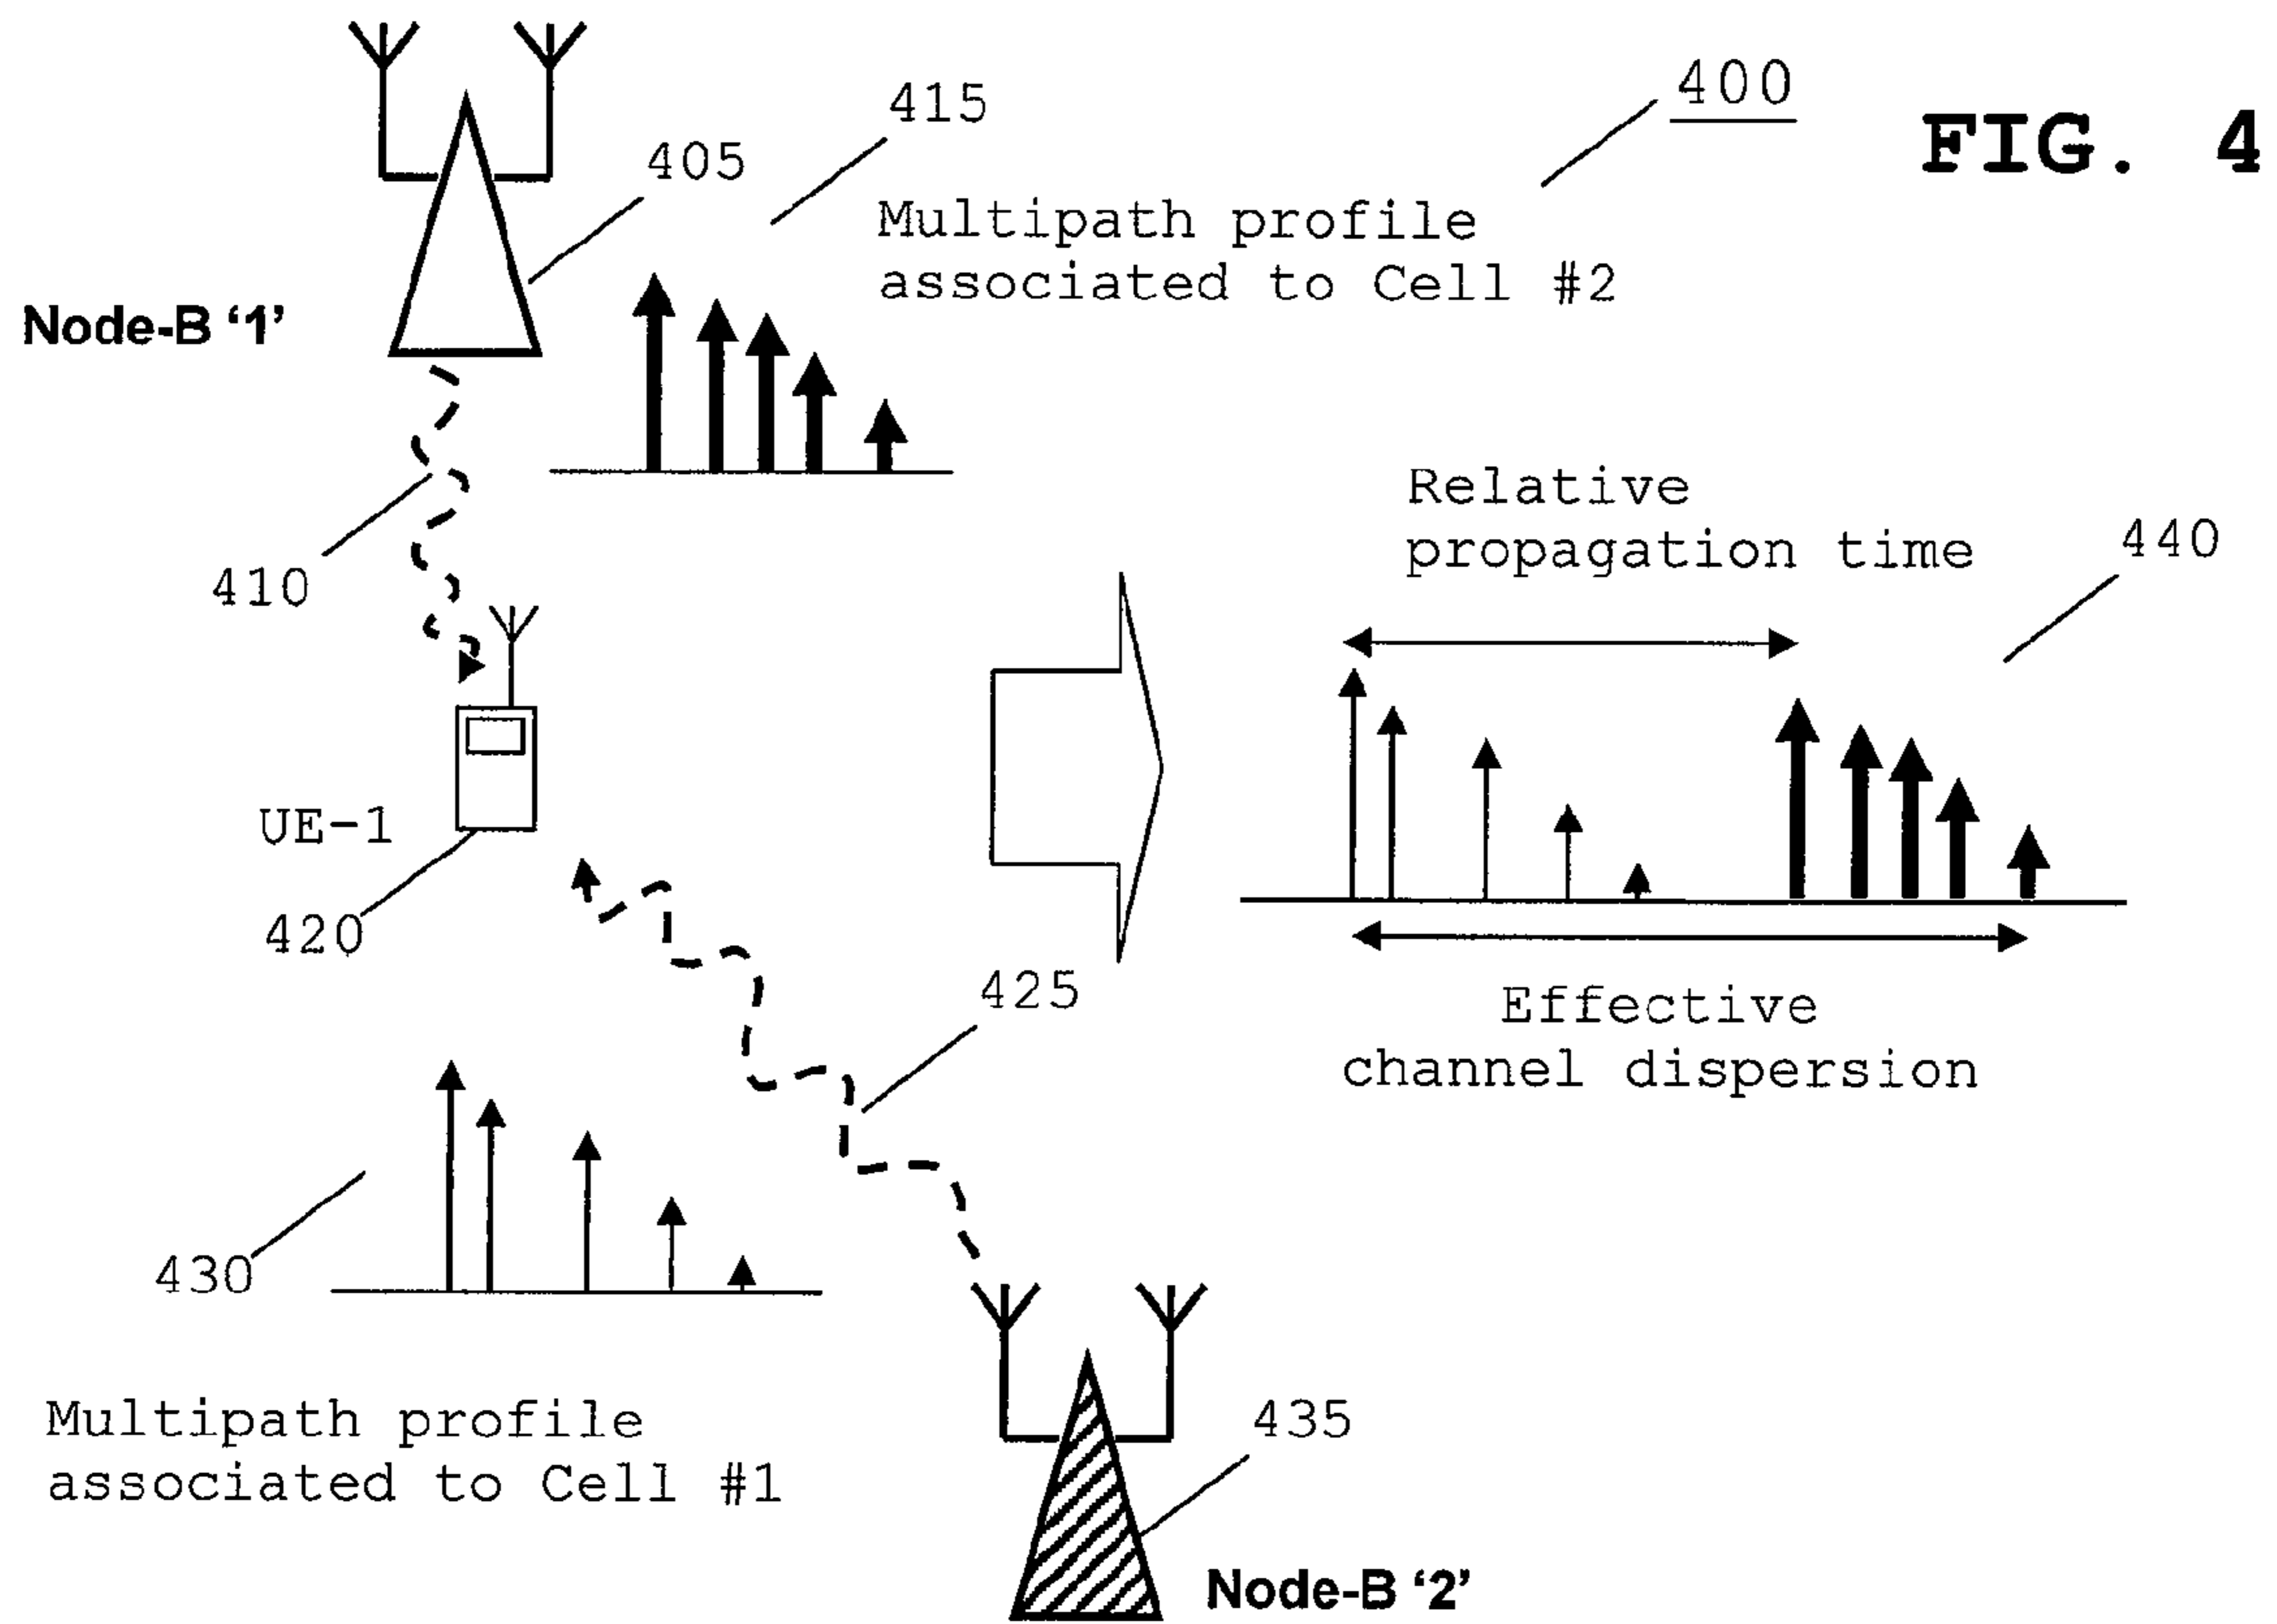 400
FIG. 4
415
405
Multipath profile
associated to Cell #2
Node-B ‘1’
Relative
propagation time
440
410
UE-1
420
425
Effective
channel dispersion
430
Multipath profile
associated to Cell #1
435
Node-B ‘2’